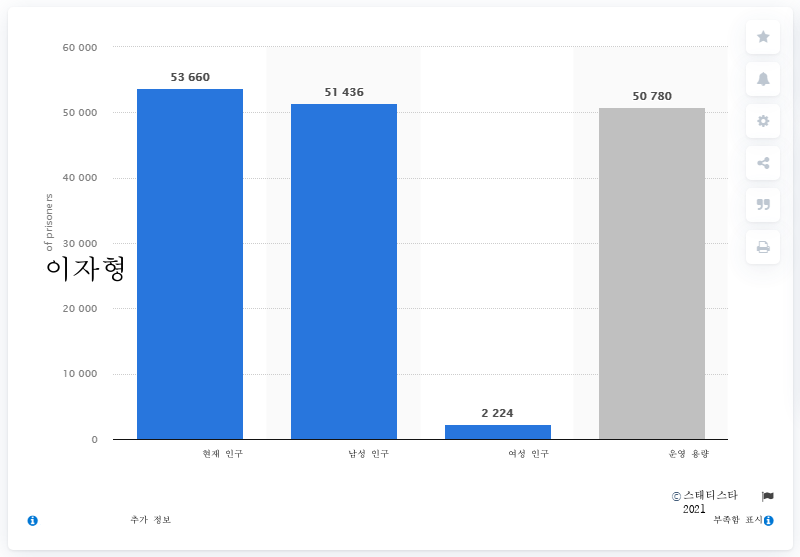 60 000
53 660
51 436
50 780
50 000
40 000
of prisoners
30 000
이자형
20 000
10 000
2 224
0
현재 인구
남성 인구
여성 인구
운영 용량
© 스태티스타
2021
추가 정보
부족함 표시